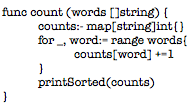 func count (words []string) {
counts:- map[string]int{}
for _, word:= range words{
counts[word] +=1
}
printSorted(counts)
}